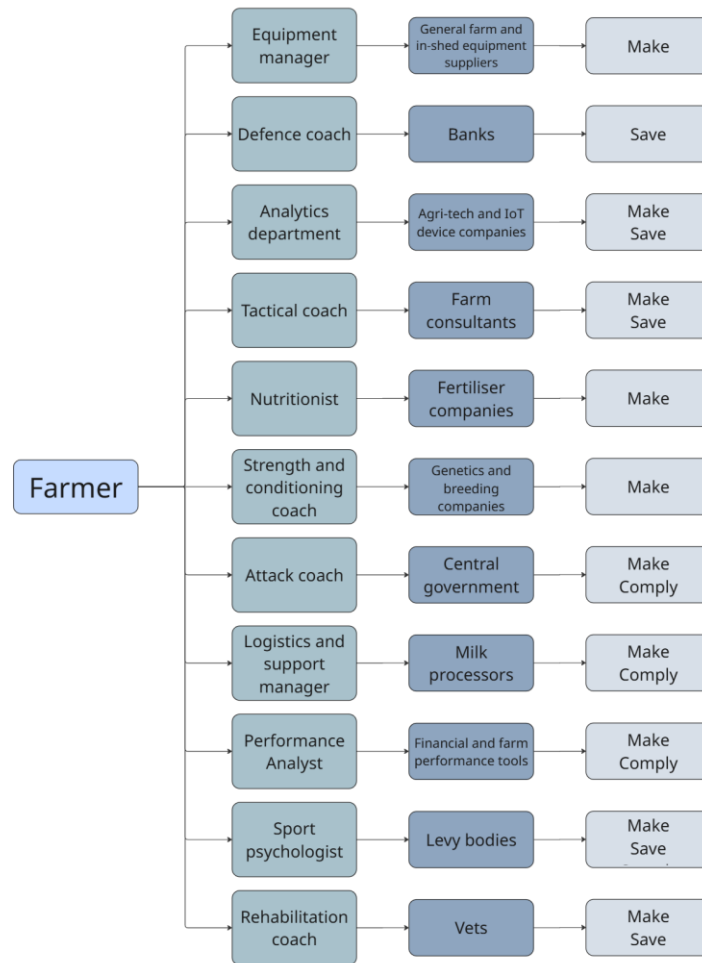 Equipment
manager
General farm and
in-shed equipment
suppliers
Make
Defence coach
Banks
Save
Analytics
department
Agri-tech and IoT
device companies
Make
Save
Tactical coach
Farm
consultants
Make
Save
Nutritionist
Fertiliser
companies
Make
Farmer
Strength and
conditioning
coach
Genetics and
breeding
companies
Make
Attack coach
Central
government
Make
Comply
Logistics and
support
manager
Milk
processors
Make
Comply
Performance
Analyst
Financial and farm
performance tools
Make
Comply
Sport
psychologist
Levy bodies
Make
Save
Rehabilitation
coach
Vets
Make
Save